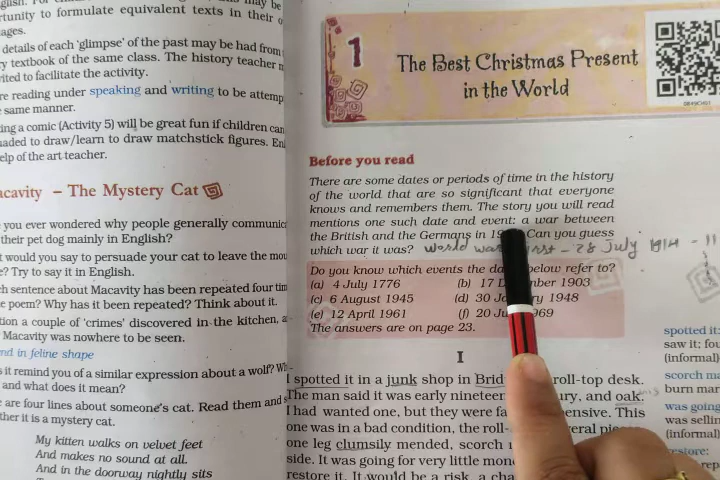 tunity to formulate equivalent texts in their o
ages.
details of each 'glimpse' of the past may be had from
y textbook of the same class. The history teacher
ited to facilitate the activity.
re reading under speaking and writing to be attemp
same manner.
ing a comic (Activity 5) will be great fun if children can
aded to draw/learn to draw matchstick figures. En
elp of the art teacher.
acavity – The Mystery Cat
you ever wondered why people generally communic
their pet dog mainly in English?
t would you say to persuade your cat to leave the mou
e? Try to say it in English.
ch sentence about Macavity has been repeated four tim
e poem? Why has it been repeated? Think about it.
tion a couple of 'crimes' discovered in the kitchen, a
Macavity was nowhere to be seen.
nd in feline shape
s it remind you of a similar expression about a wolf? Wh
and what does it mean?
e are four lines about someone's cat. Read them and s
ther it is a mystery cat.
My kitten walks on velvet feet
And makes no sound at all.
And in the doorway nightly sits
1
The Best Christmas Present
in the World
Before you read
There are some dates or periods of time in the history
of the world that are so significant that everyone
knows and remembers them. The story you will read
mentions one such date and event: a war between
the British and the Germans in 19 Can you guess
which war it was? World war first – 28 July 1914 – 11
Do you know which events the da below refer to?
(a) 4 July 1776 (b) 17 D mber 1903
(c) 6 August 1945 (d) 30 Ja ry 1948
(e) 12 April 1961 (f) 20 Ju 969
The answers are on page 23.
I
I spotted it in a junk shop in Brid roll-top desk.
The man said it was early nineteen ury, and oak.
I had wanted one, but they were fa ensive. This
one was in a bad condition, the roll- veral pie
one leg clumsily mended, scorch
side. It was going for very little mon
restore it. It would be a risk, a cha
spotted it:
saw it; fou
(informal)
scorch ma
burn mar
was going
was sellin
(informal)
restore:
rep